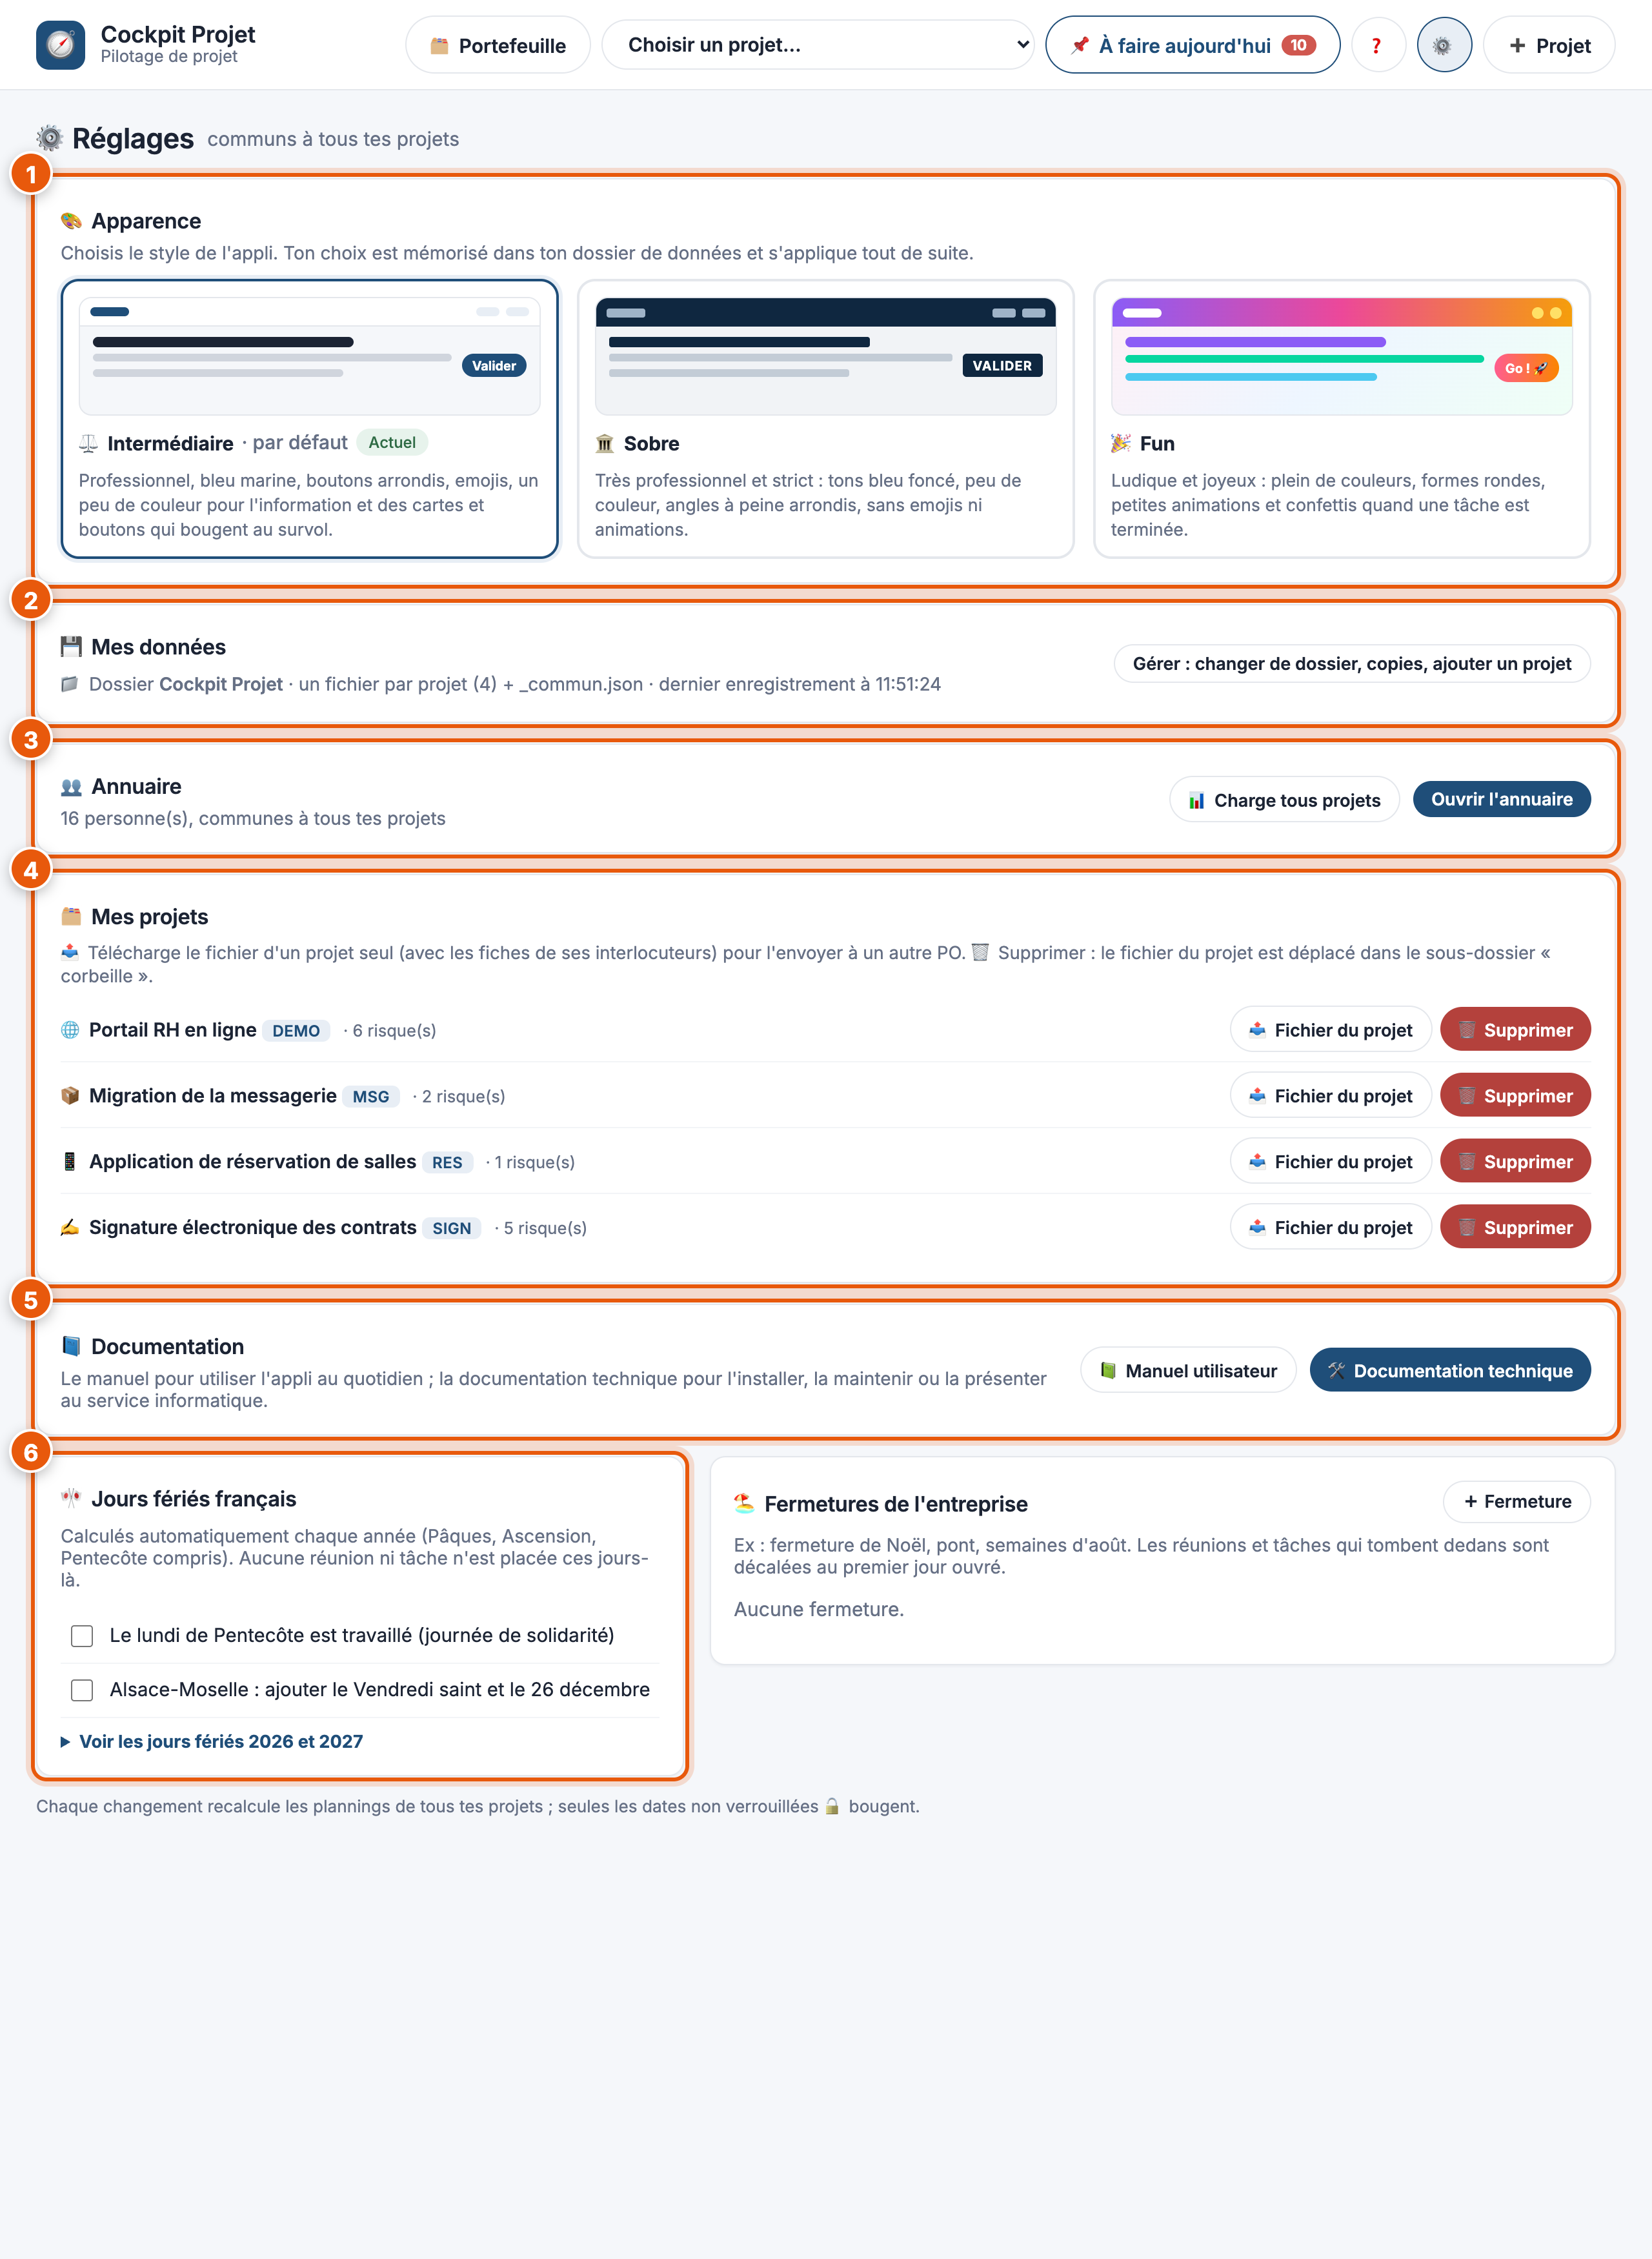 Cockpit Projet
Pilotage de projet
Portefeuille
Choisir un projet...
À faire aujourd'hui 10
?
+ Projet
Réglages communs à tous tes projets
1
Apparence
Choisis le style de l'appli. Ton choix est mémorisé dans ton dossier de données et s'applique tout de suite.
Valider
VALIDER
Go !
Intermédiaire · par défaut Actuel
Professionnel, bleu marine, boutons arrondis, emojis, un
peu de couleur pour l'information et des cartes et
boutons qui bougent au survol.
Sobre
Très professionnel et strict : tons bleu foncé, peu de
couleur, angles à peine arrondis, sans emojis ni
animations.
Fun
Ludique et joyeux : plein de couleurs, formes rondes,
petites animations et confettis quand une tâche est
terminée.
2
Mes données
Dossier Cockpit Projet · un fichier par projet (4) + _commun.json · dernier enregistrement à 11:51:24
Gérer : changer de dossier, copies, ajouter un projet
3
Annuaire
16 personne(s), communes à tous tes projets
Charge tous projets
Ouvrir l'annuaire
4
Mes projets
Télécharge le fichier d'un projet seul (avec les fiches de ses interlocuteurs) pour l'envoyer à un autre PO. Supprimer : le fichier du projet est déplacé dans le sous-dossier «
corbeille ».
Portail RH en ligne DEMO · 6 risque(s) Fichier du projet Supprimer
Migration de la messagerie MSG · 2 risque(s) Fichier du projet Supprimer
Application de réservation de salles RES · 1 risque(s) Fichier du projet Supprimer
Signature électronique des contrats SIGN · 5 risque(s) Fichier du projet Supprimer
5
Documentation
Le manuel pour utiliser l'appli au quotidien ; la documentation technique pour l'installer, la maintenir ou la présenter
au service informatique.
Manuel utilisateur
Documentation technique
6
Jours fériés français
Calculés automatiquement chaque année (Pâques, Ascension,
Pentecôte compris). Aucune réunion ni tâche n'est placée ces jours-
là.
Le lundi de Pentecôte est travaillé (journée de solidarité)
Alsace-Moselle : ajouter le Vendredi saint et le 26 décembre
Voir les jours fériés 2026 et 2027
Fermetures de l'entreprise
+ Fermeture
Ex : fermeture de Noël, pont, semaines d'août. Les réunions et tâches qui tombent dedans sont
décalées au premier jour ouvré.
Aucune fermeture.
Chaque changement recalcule les plannings de tous tes projets ; seules les dates non verrouillées bougent.